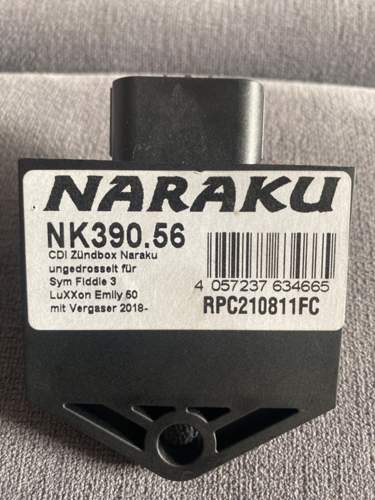 NARAKU
NK390.56
CDI Zündbox Naraku
ungedrosselt für
Sym Fiddle 3
LuXXon Emily 50
mit Vergaser 2018-
4 057237 634665
RPC210811FC